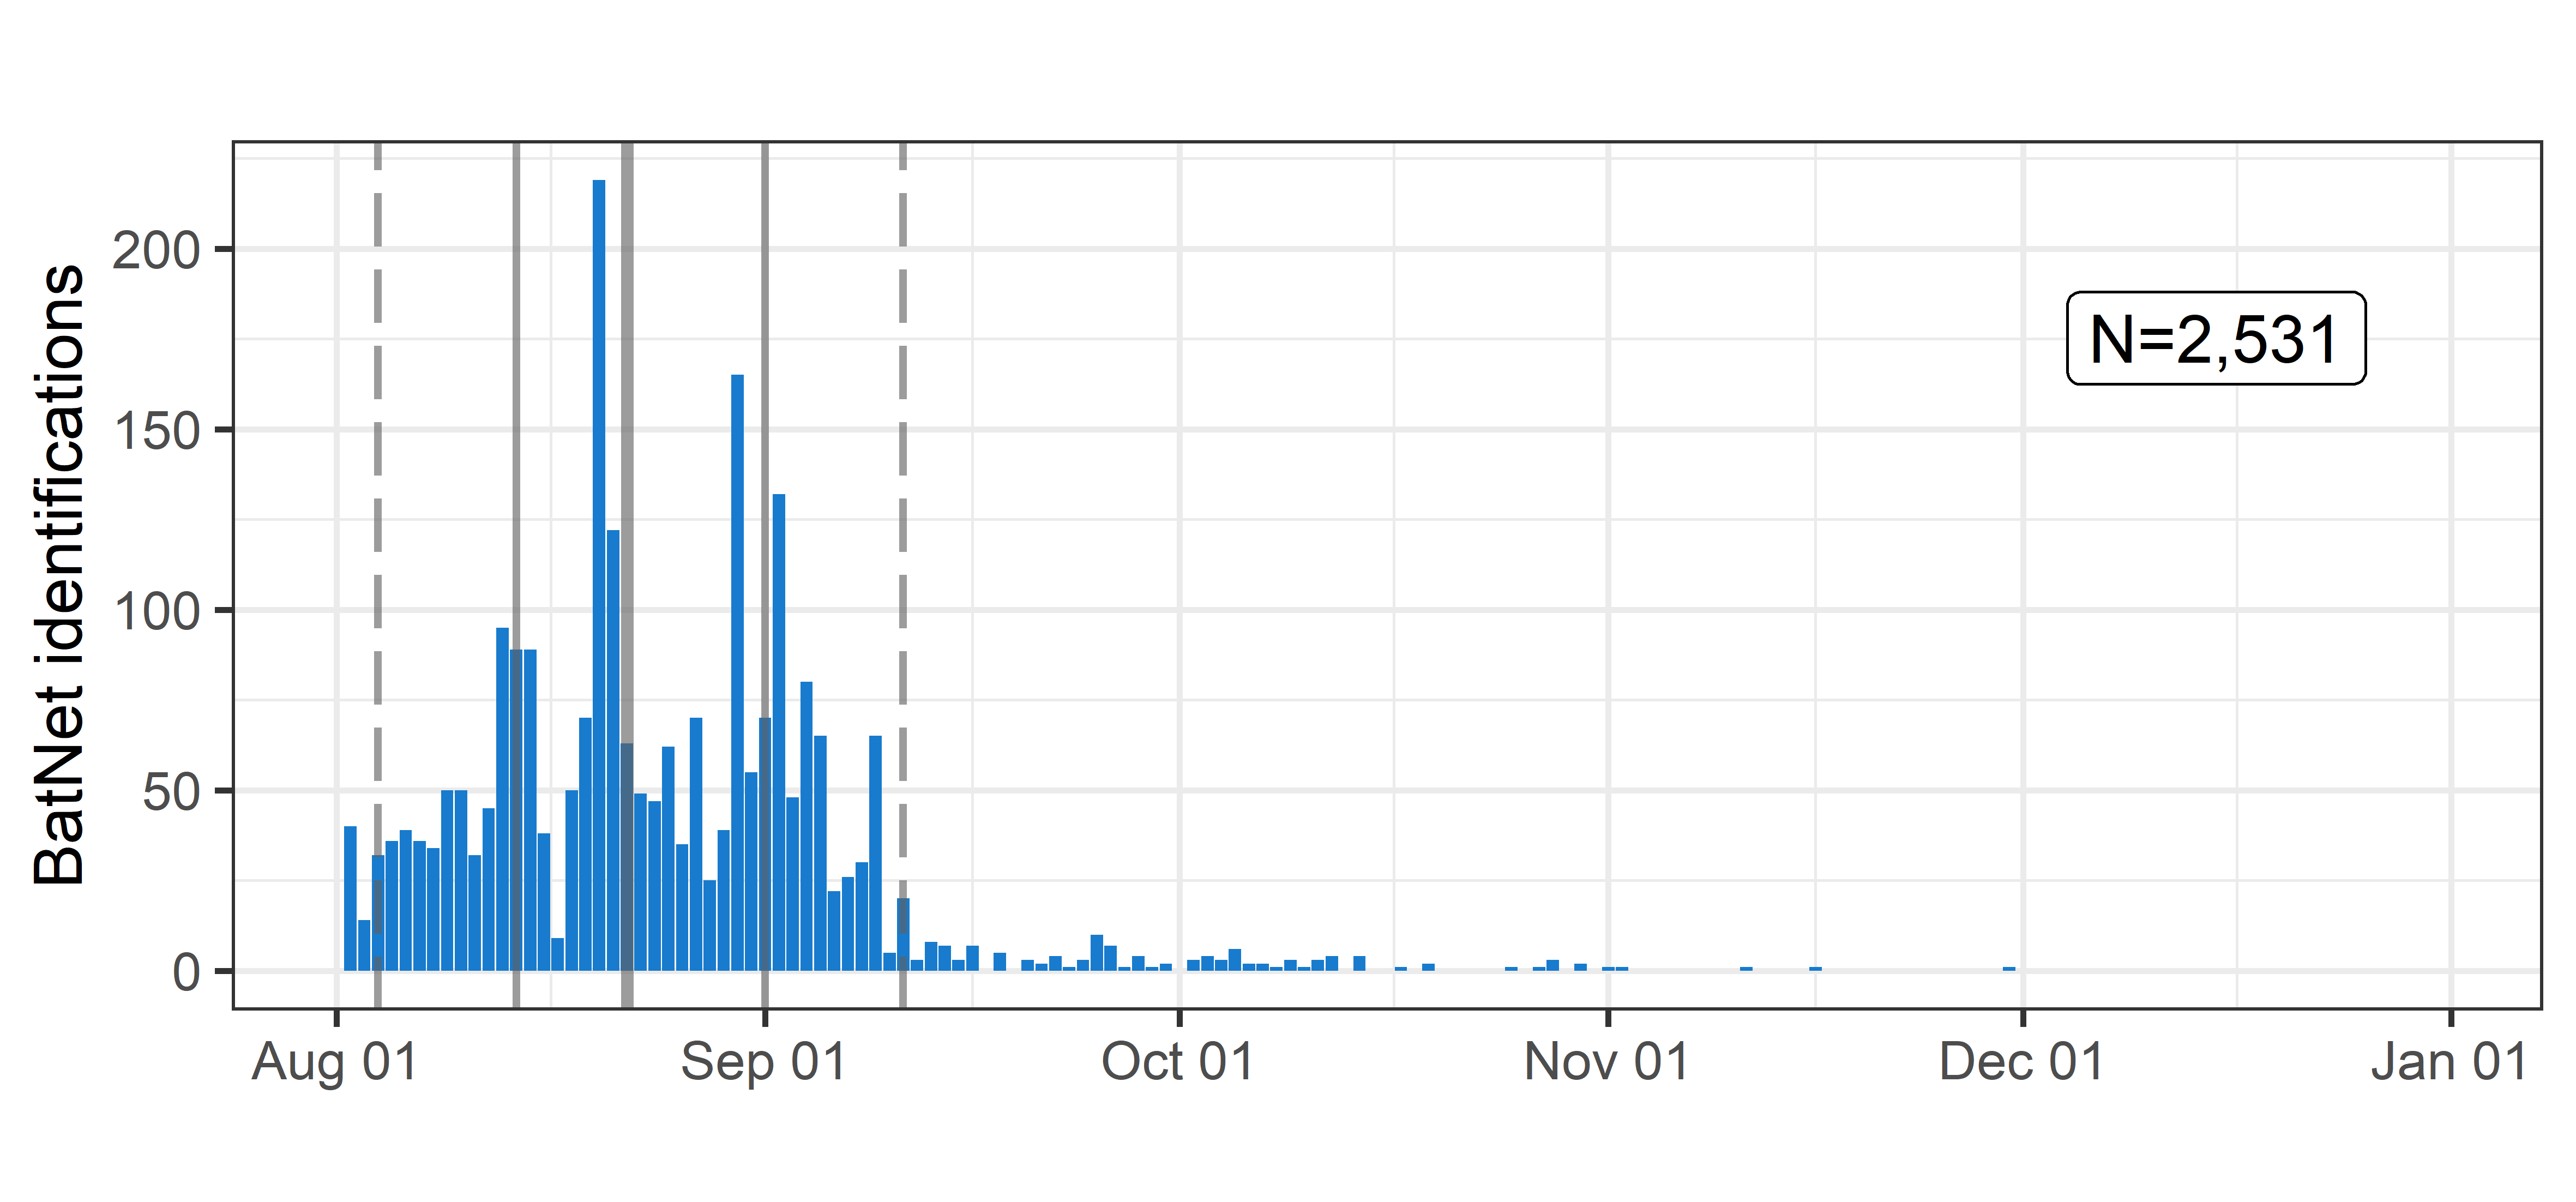 BatNet identifications
200
150
100
50
0
N=2,531
Aug 01
Sep 01
Oct 01
Nov 01
Dec 01
Jan 01